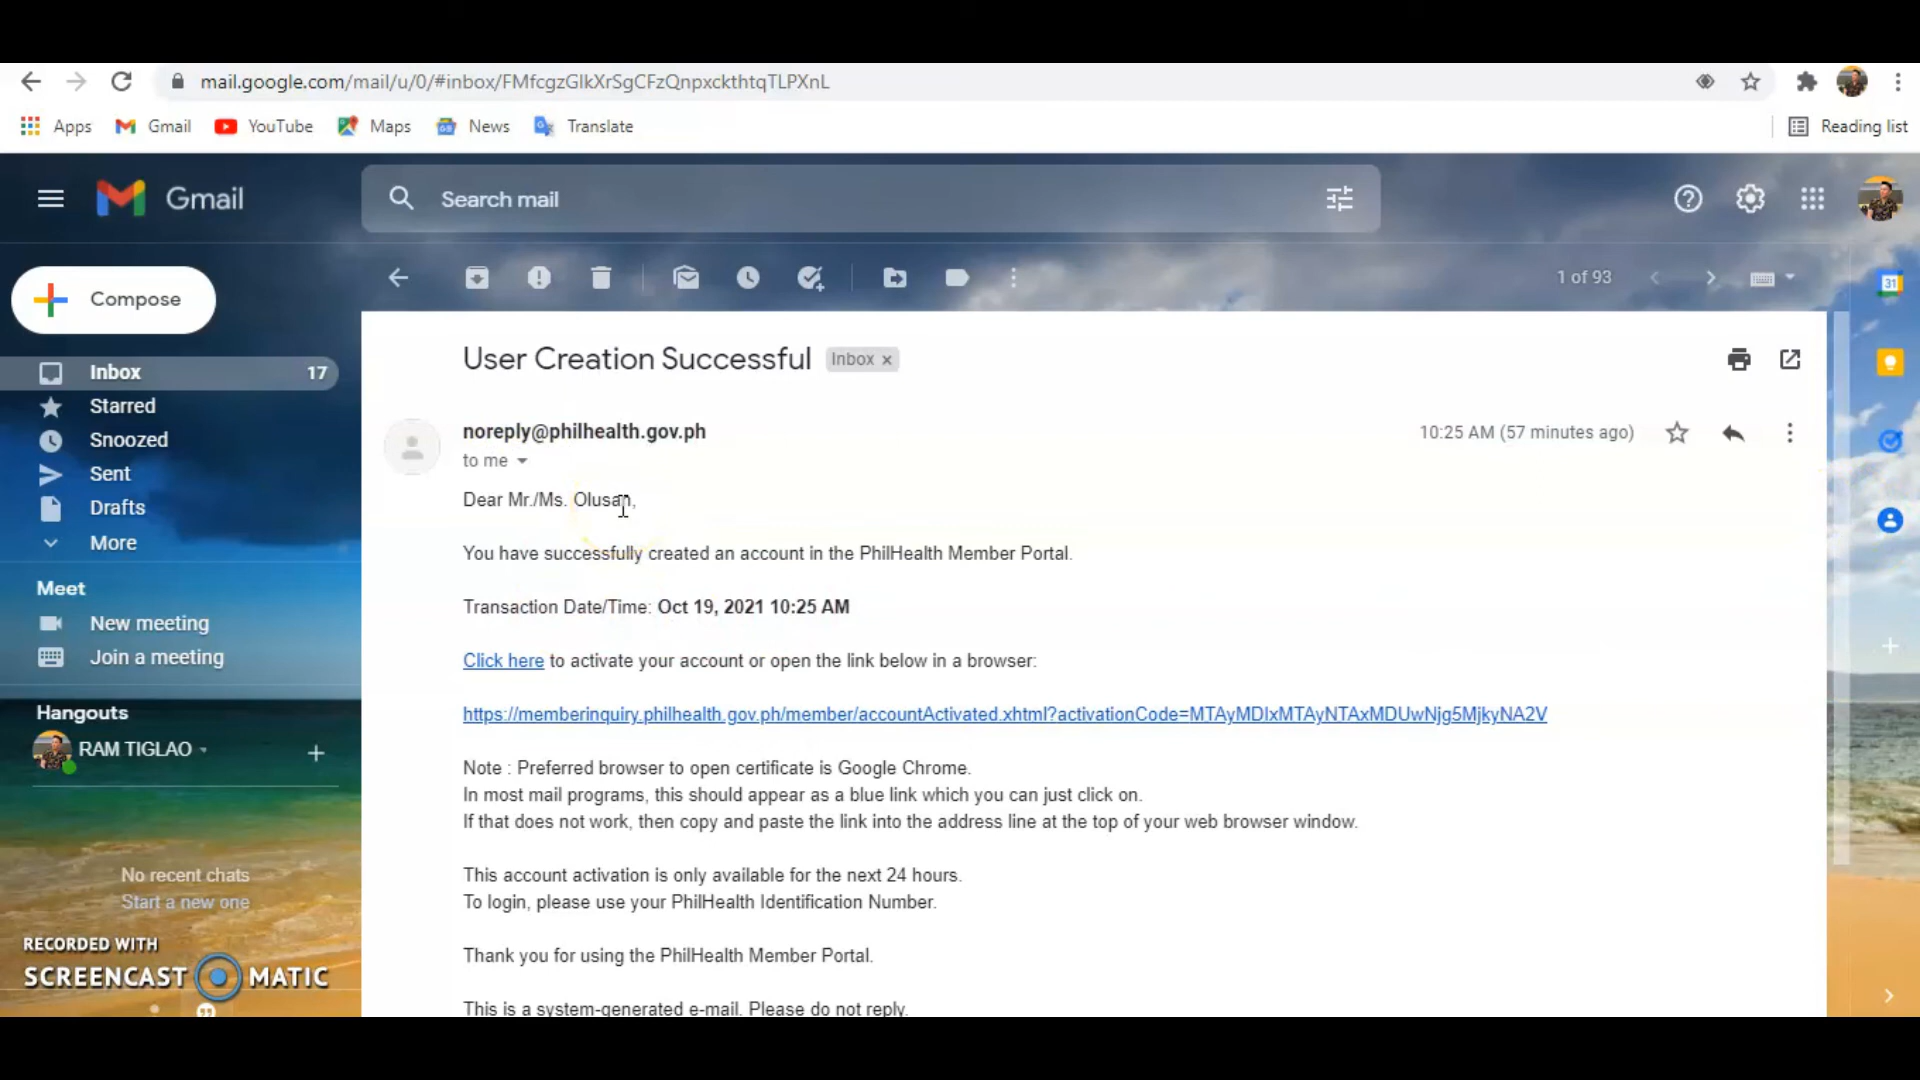 mail.google.com/mail/u/0/#inbox/FMfcgzGlkXrSgCFzQnpxckthtqTLPXnL
Apps Gmail YouTube Maps News Translate Reading list
Gmail Search mail
1 of 93
31
Compose
Inbox 17
Starred
Snoozed
Sent
Drafts
More
Meet
New meeting
Join a meeting
Hangouts
RAM TIGLAO
No recent chats
Start a new one
RECORDED WITH
SCREENCAST MATIC
User Creation Successful Inbox x
noreply@philhealth.gov.ph 10:25 AM (57 minutes ago)
to me
Dear Mr./Ms. Olusan,
You have successfully created an account in the PhilHealth Member Portal.
Transaction Date/Time: Oct 19, 2021 10:25 AM
Click here to activate your account or open the link below in a browser:
https://memberinquiry.philhealth.gov.ph/member/accountActivated.xhtml?activationCode=MTAyMDIxMTAyNTAxMDUwNjg5MjkyNA2V
Note : Preferred browser to open certificate is Google Chrome.
In most mail programs, this should appear as a blue link which you can just click on.
If that does not work, then copy and paste the link into the address line at the top of your web browser window.
This account activation is only available for the next 24 hours.
To login, please use your PhilHealth Identification Number.
Thank you for using the PhilHealth Member Portal.
This is a system-generated e-mail. Please do not reply.